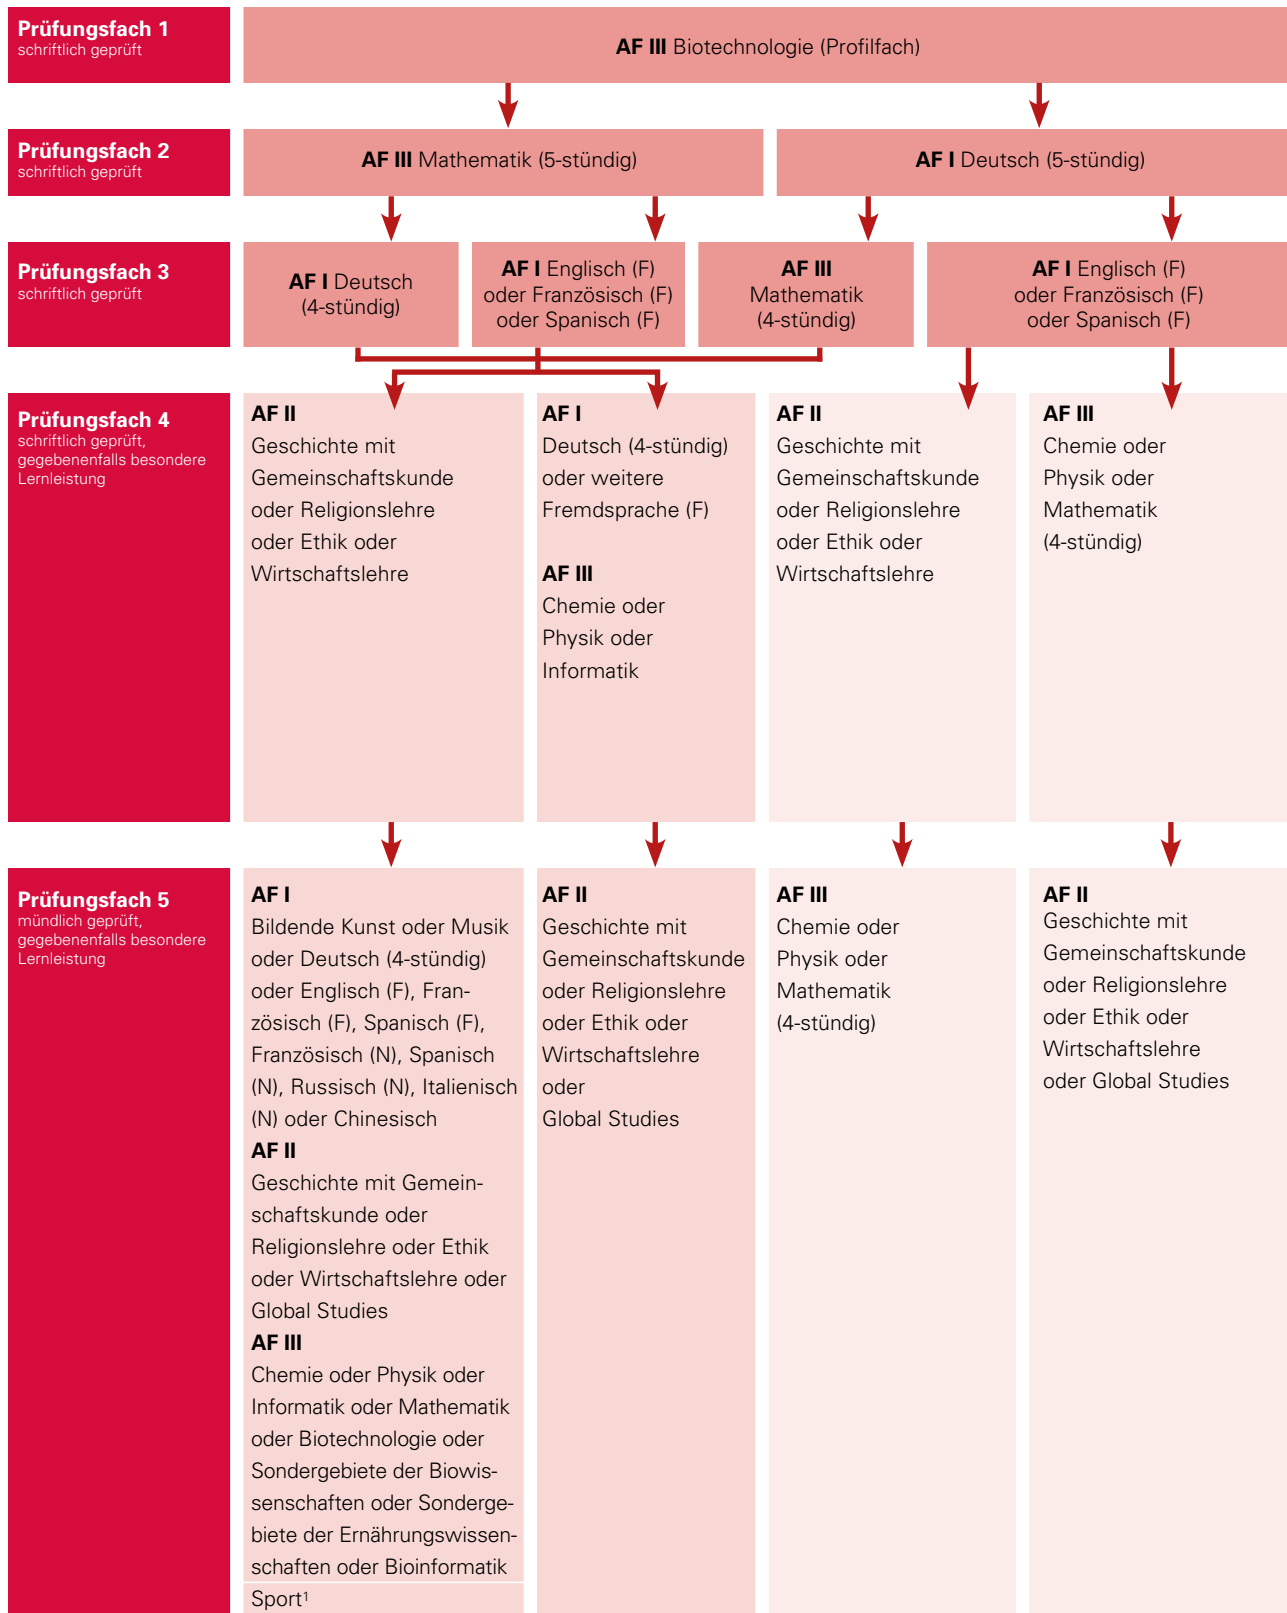 Prüfungsfach 1
schriftlich geprüft
AF III Biotechnologie (Profilfach)
Prüfungsfach 2
schriftlich geprüft
AF III Mathematik (5-stündig)
AF I Deutsch (5-stündig)
Prüfungsfach 3
schriftlich geprüft
AF I Deutsch
(4-stündig)
AF I Englisch (F)
oder Französisch (F)
oder Spanisch (F)
AF III
Mathematik
(4-stündig)
AF I Englisch (F)
oder Französisch (F)
oder Spanisch (F)
Prüfungsfach 4
schriftlich geprüft,
gegebenenfalls besondere
Lernleistung
AF II
Geschichte mit
Gemeinschaftskunde
oder Religionslehre
oder Ethik oder
Wirtschaftslehre
AF I
Deutsch (4-stündig)
oder weitere
Fremdsprache (F)
AF III
Chemie oder
Physik oder
Informatik
AF II
Geschichte mit
Gemeinschaftskunde
oder Religionslehre
oder Ethik oder
Wirtschaftslehre
AF III
Chemie oder
Physik oder
Mathematik
(4-stündig)
Prüfungsfach 5
mündlich geprüft,
gegebenenfalls besondere
Lernleistung
AF I
Bildende Kunst oder Musik
oder Deutsch (4-stündig)
oder Englisch (F), Fran-
zösisch (F), Spanisch (F),
Französisch (N), Spanisch
(N), Russisch (N), Italienisch
(N) oder Chinesisch
AF II
Geschichte mit Gemein-
schaftskunde oder
Religionslehre oder Ethik
oder Wirtschaftslehre oder
Global Studies
AF III
Chemie oder Physik oder
Informatik oder Mathematik
oder Biotechnologie oder
Sondergebiete der Biowis-
senschaften oder Sonderge-
biete der Ernährungswissen-
schaften oder Bioinformatik
Sport¹
AF II
Geschichte mit
Gemeinschaftskunde
oder Religionslehre
oder Ethik oder
Wirtschaftslehre
oder
Global Studies
AF III
Chemie oder
Physik oder
Mathematik
(4-stündig)
AF II
Geschichte mit
Gemeinschaftskunde
oder Religionslehre
oder Ethik oder
Wirtschaftslehre
oder Global Studies